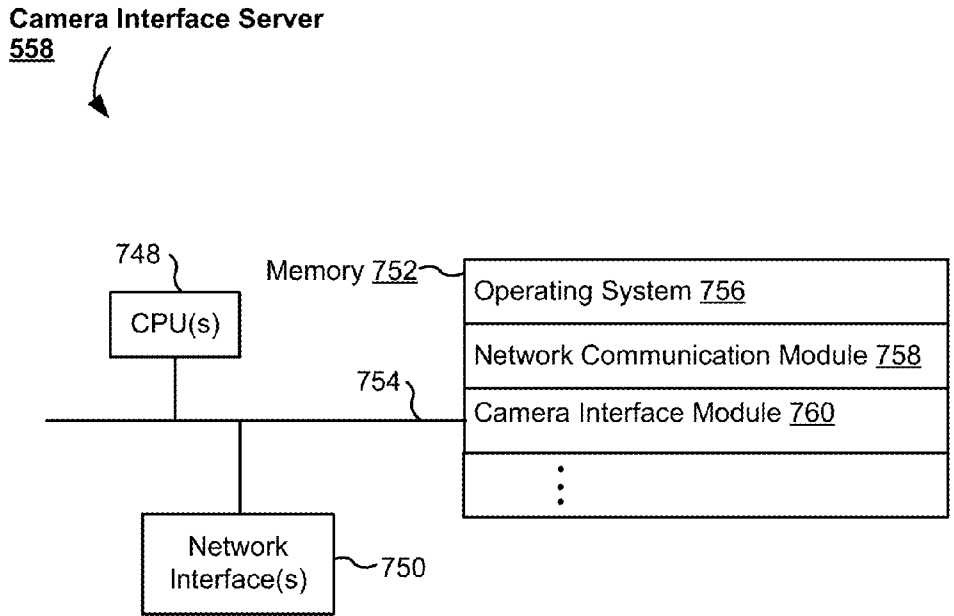 Camera Interface Server
558
748
CPU(s)
Memory 752
Operating System 756
Network Communication Module 758
754
Camera Interface Module 760
Network
Interface(s)
750